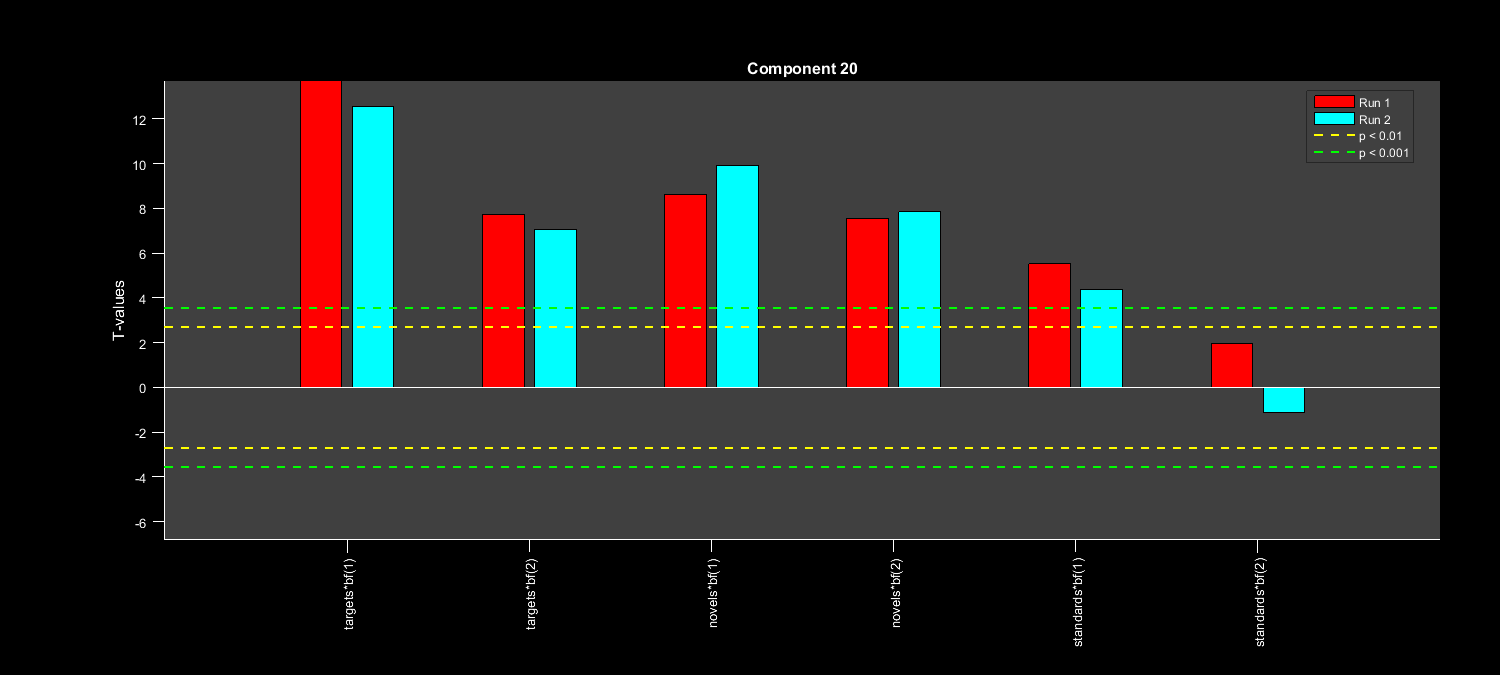 Component 20
Run 1
Run 2
p < 0.01
p < 0.001
T-values
12
10
8
6
4
2
0
-2
-4
-6
targets*bf(1)
targets*bf(2)
novels*bf(1)
novels*bf(2)
standards*bf(1)
standards*bf(2)